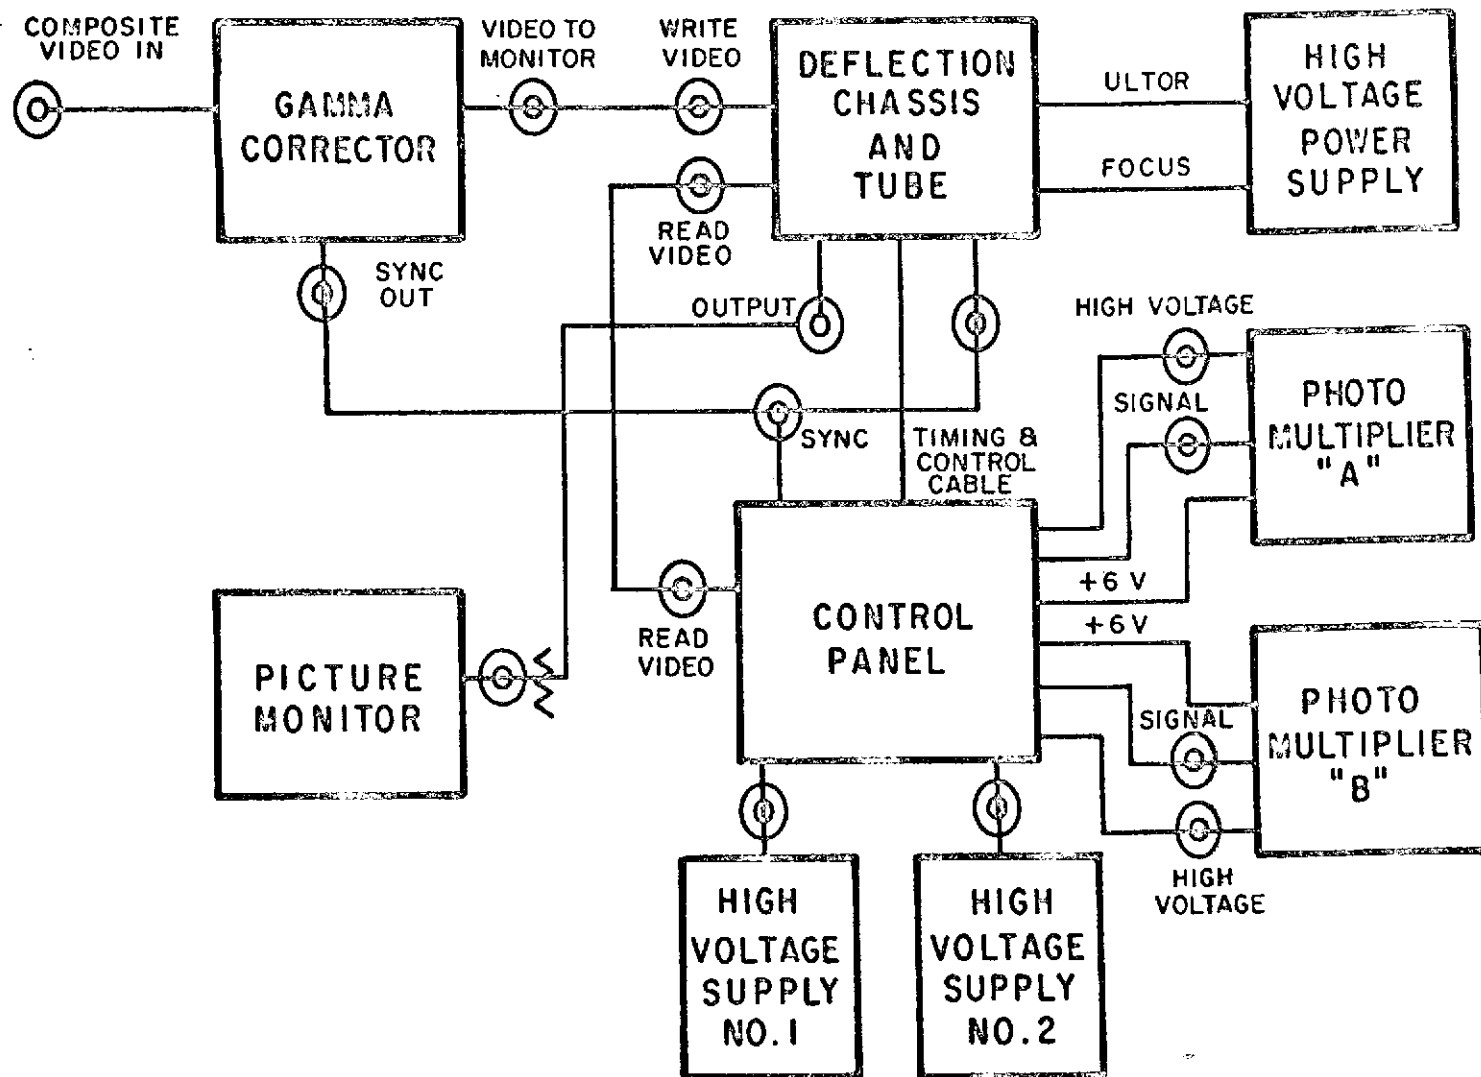 COMPOSITE
VIDEO IN
GAMMA
CORRECTOR
VIDEO TO
MONITOR
WRITE
VIDEO
DEFLECTION
CHASSIS
AND
TUBE
ULTOR
FOCUS
HIGH
VOLTAGE
POWER
SUPPLY
READ
VIDEO
SYNC
OUT
OUTPUT
SYNC
TIMING &
CONTROL
CABLE
HIGH VOLTAGE
SIGNAL
PHOTO
MULTIPLIER
"A"
+6 V
+6V
READ
VIDEO
CONTROL
PANEL
PICTURE
MONITOR
SIGNAL
PHOTO
MULTIPLIER
"B"
HIGH
VOLTAGE
HIGH
VOLTAGE
SUPPLY
NO.1
HIGH
VOLTAGE
SUPPLY
NO.2